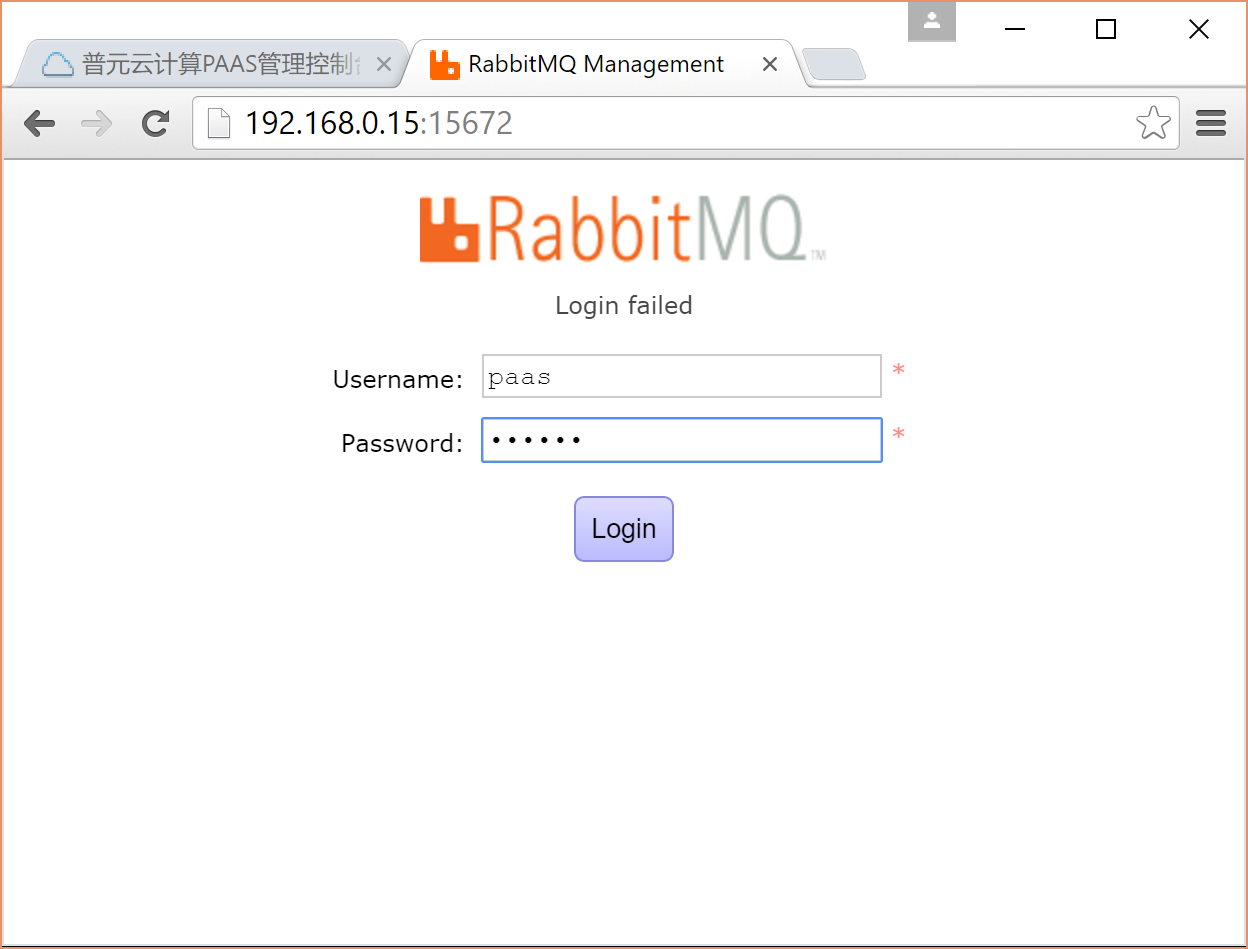 普元云计算PAAS管理控制
RabbitMQ Management
192.168.0.15:15672
RabbitMQ™
Login failed
Username: paas *
Password: •••••• *
Login